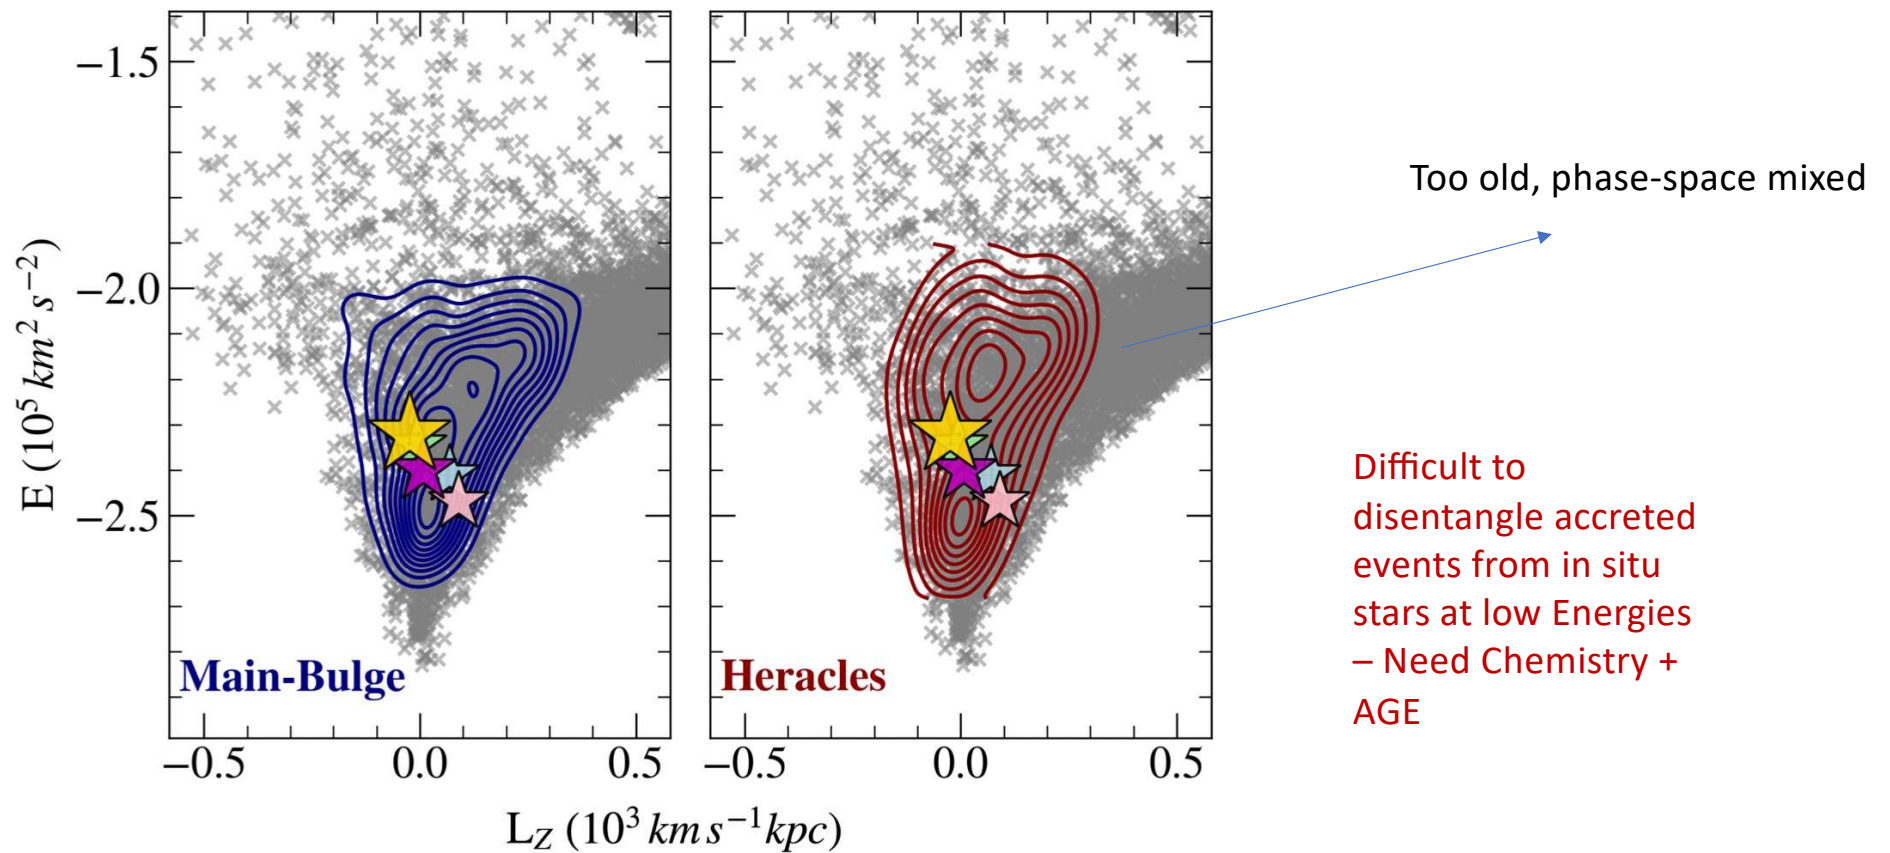 −1.5
−2.0
−2.5
E (10⁵ km² s⁻²)
Main-Bulge
Heracles
−0.5 0.0 0.5
−0.5 0.0 0.5
L_Z (10³ km s⁻¹kpc)
Too old, phase-space mixed
Difficult to
disentangle accreted
events from in situ
stars at low Energies
– Need Chemistry +
AGE